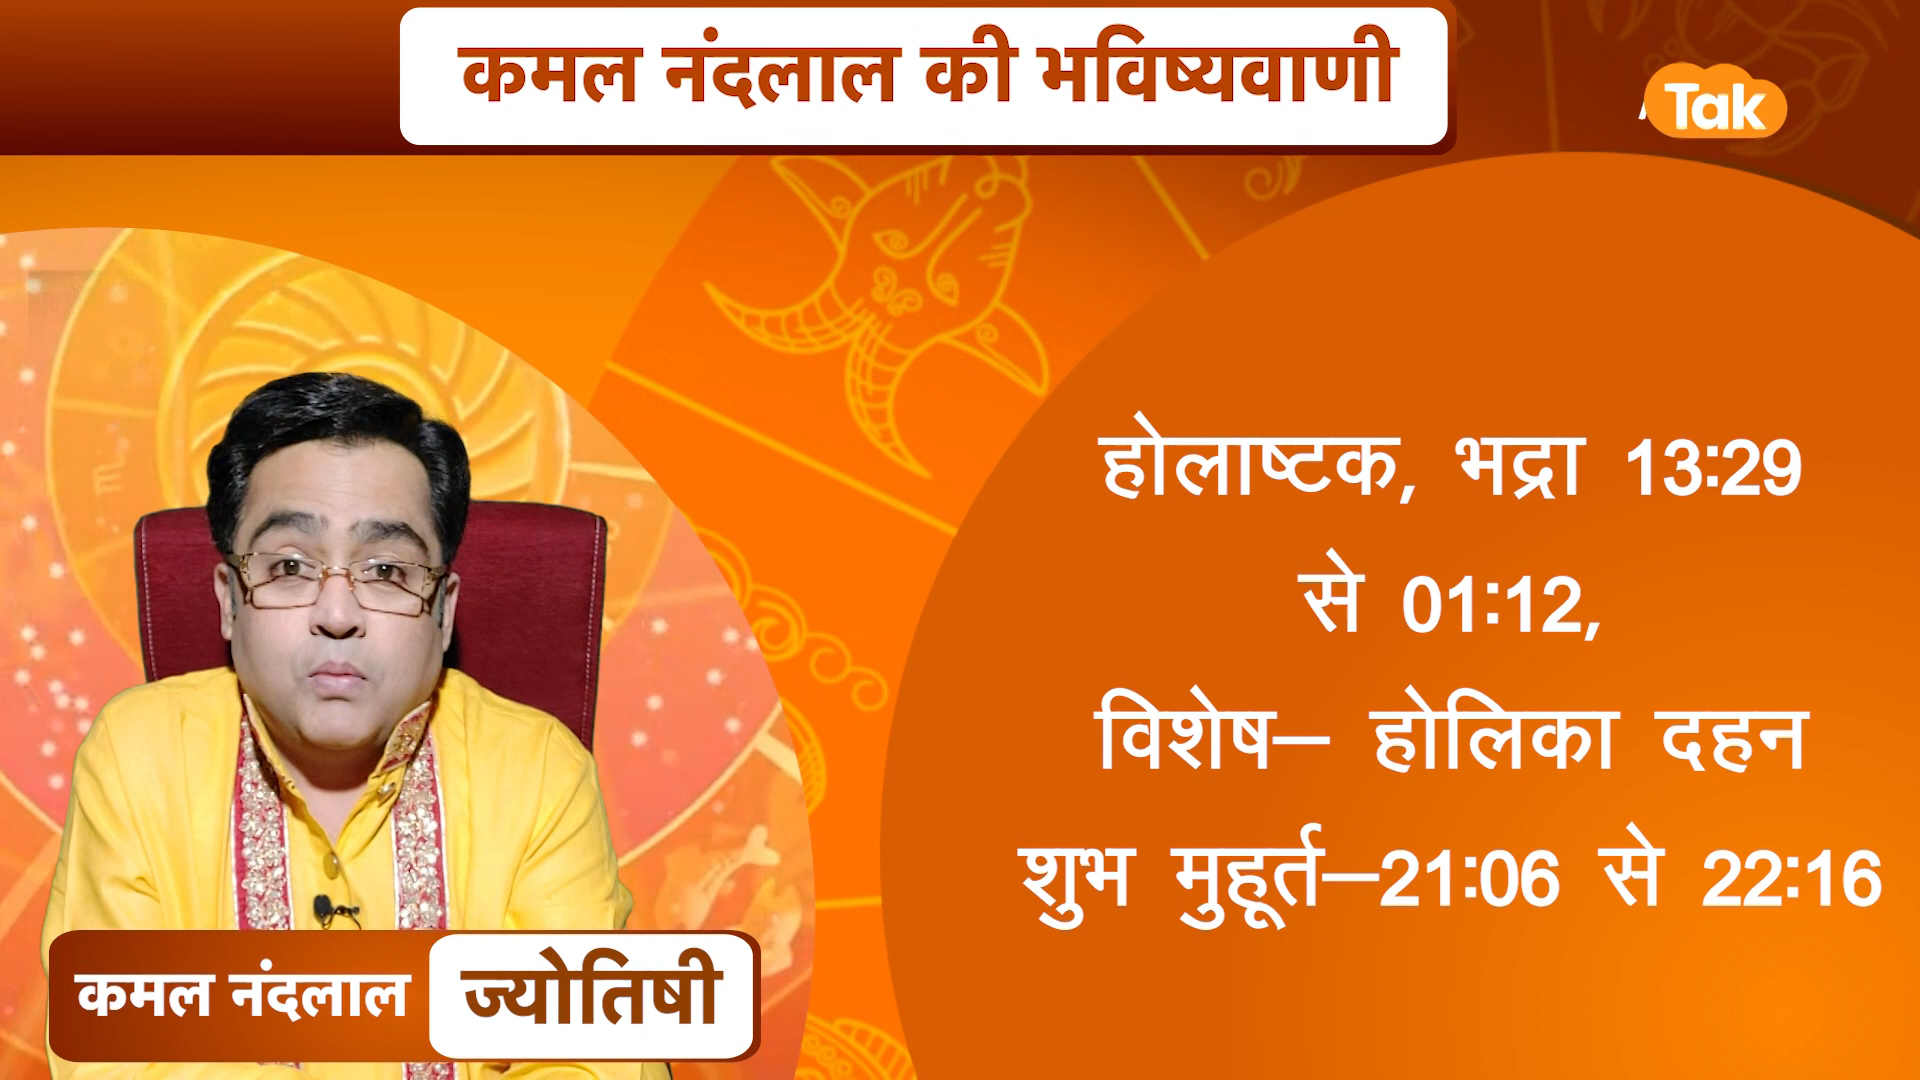 कमल नंदलाल की भविष्यवाणी
Tak
होलाष्टक, भद्रा 13:29
से 01:12,
विशेष– होलिका दहन
शुभ मुहूर्त–21:06 से 22:16
कमल नंदलाल
ज्योतिषी